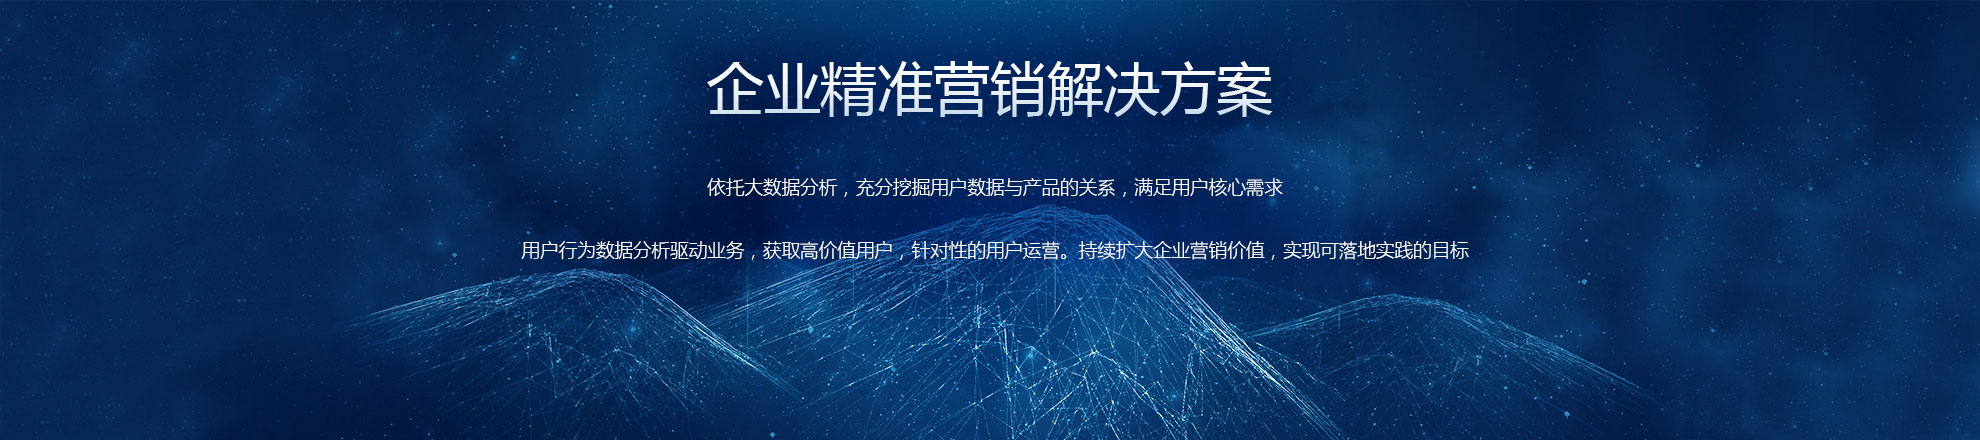 企业精准营销解决方案
依托大数据分析，充分挖掘用户数据与产品的关系，满足用户核心需求
用户行为数据分析驱动业务，获取高价值用户，针对性的用户运营。持续扩大企业营销价值，实现可落地实践的目标